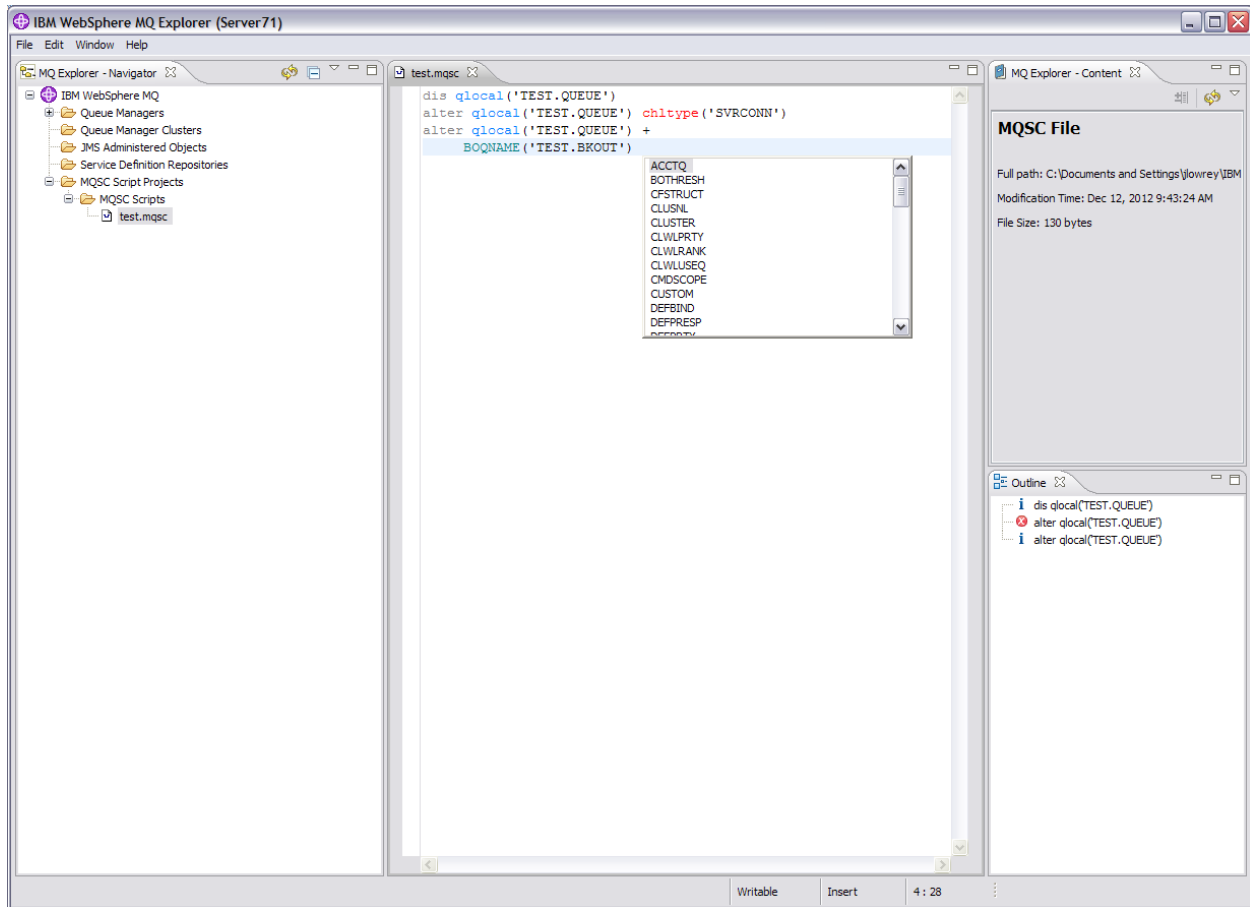 IBM WebSphere MQ Explorer (Server71)
File Edit Window Help
MQ Explorer - Navigator
IBM WebSphere MQ
Queue Managers
Queue Manager Clusters
JMS Administered Objects
Service Definition Repositories
MQSC Script Projects
MQSC Scripts
test.mqsc
test.mqsc
dis qlocal('TEST.QUEUE')
alter qlocal('TEST.QUEUE') chltype('SVRCONN')
alter qlocal('TEST.QUEUE') +
BOQNAME('TEST.BKOUT')
ACCTQ
BOTHRESH
CFSTRUCT
CLUSNL
CLUSTER
CLWLPRTY
CLWLRANK
CLWLUSEQ
CMDSCOPE
CUSTOM
DEFBIND
DEFPRESP
DEFPRTY
MQ Explorer - Content
MQSC File
Full path: C:\Documents and Settings\jlowrey\IBM
Modification Time: Dec 12, 2012 9:43:24 AM
File Size: 130 bytes
Outline
dis qlocal('TEST.QUEUE')
alter qlocal('TEST.QUEUE')
alter qlocal('TEST.QUEUE')
Writable Insert 4 : 28